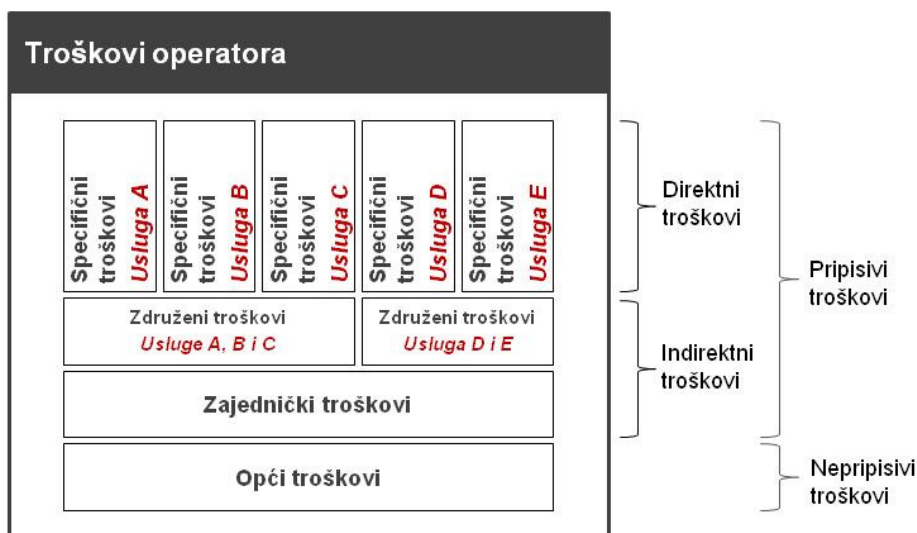 Troškovi operatora
Specifični
troškovi
Usluga A
Specifični
troškovi
Usluga B
Specifični
troškovi
Usluga C
Specifični
troškovi
Usluga D
Specifični
troškovi
Usluga E
Direktni
troškovi
Pripisivi
troškovi
Združeni troškovi
Usluge A, B i C
Združeni troškovi
Usluga D i E
Indirektni
troškovi
Zajednički troškovi
Opći troškovi
Nepripisivi
troškovi